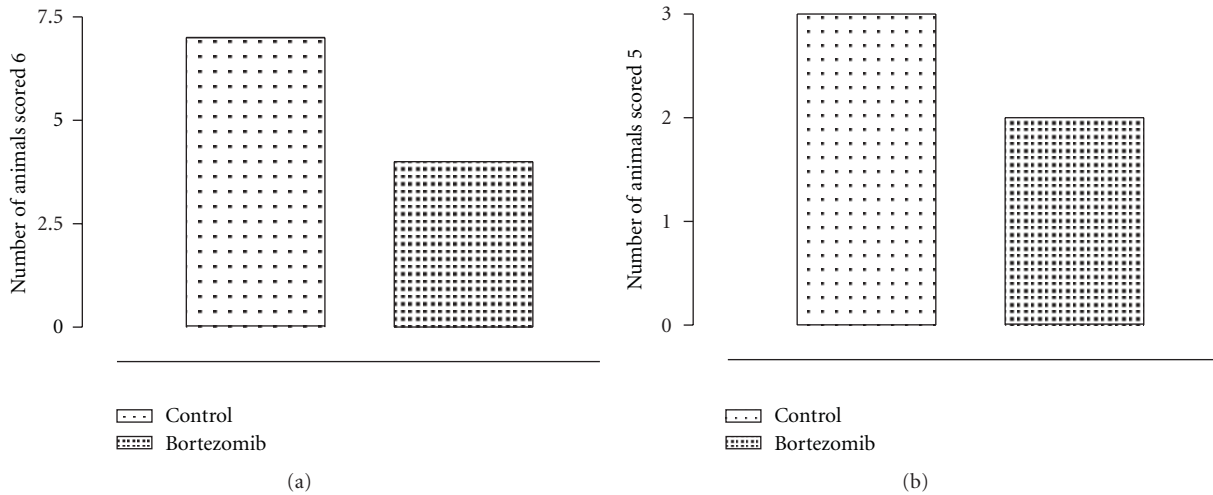 Number of animals scored 6
7.5
5
2.5
0
Control
Bortezomib
(a)
Number of animals scored 5
3
2
1
0
Control
Bortezomib
(b)